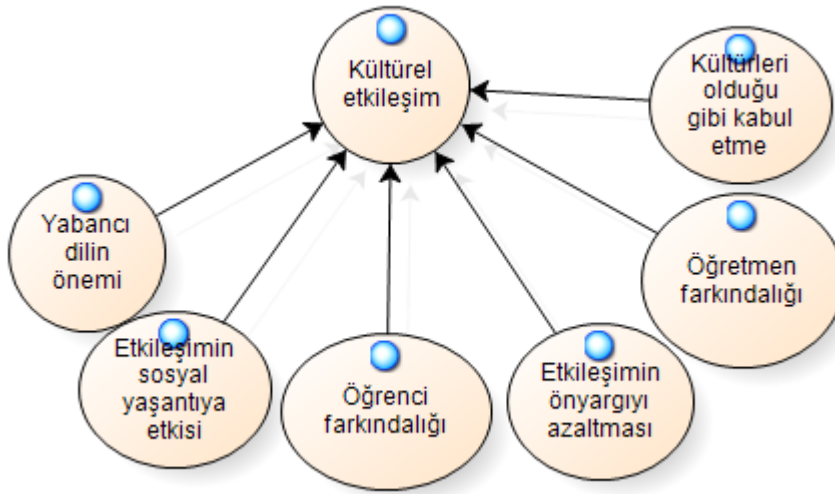 Kültürel
etkileşim
Kültürleri
olduğu
gibi kabul
etme
Yabancı
dilin
önemi
Öğretmen
farkındalığı
Etkileşimin
sosyal
yaşantıya
etkisi
Öğrenci
farkındalığı
Etkileşimin
önyargıyı
azaltması